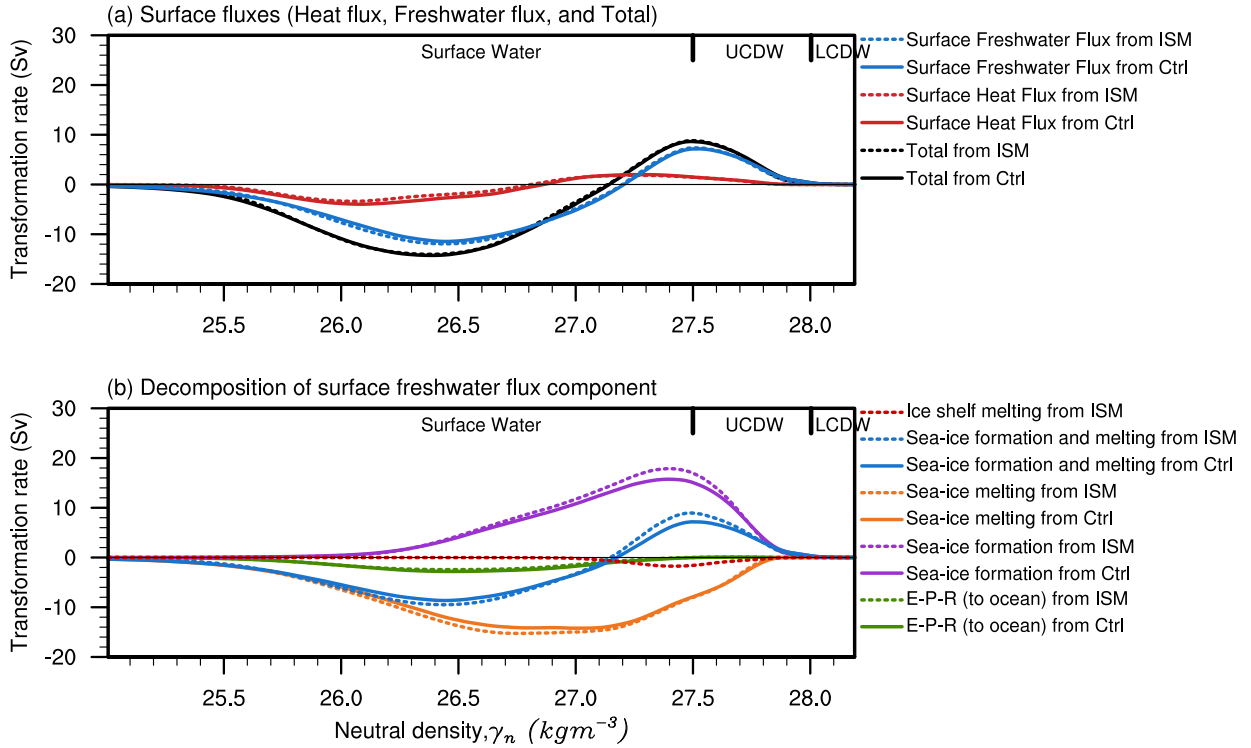 (a) Surface fluxes (Heat flux, Freshwater flux, and Total)
Transformation rate (Sv)
30
20
10
0
-10
-20
Surface Water
UCDW
LCDW
25.5
26.0
26.5
27.0
27.5
28.0
Surface Freshwater Flux from ISM
Surface Freshwater Flux from Ctrl
Surface Heat Flux from ISM
Surface Heat Flux from Ctrl
Total from ISM
Total from Ctrl
(b) Decomposition of surface freshwater flux component
Transformation rate (Sv)
30
20
10
0
-10
-20
Surface Water
UCDW
LCDW
25.5
26.0
26.5
27.0
27.5
28.0
Neutral density,γₙ (kgm⁻³)
Ice shelf melting from ISM
Sea-ice formation and melting from ISM
Sea-ice formation and melting from Ctrl
Sea-ice melting from ISM
Sea-ice melting from Ctrl
Sea-ice formation from ISM
Sea-ice formation from Ctrl
E-P-R (to ocean) from ISM
E-P-R (to ocean) from Ctrl